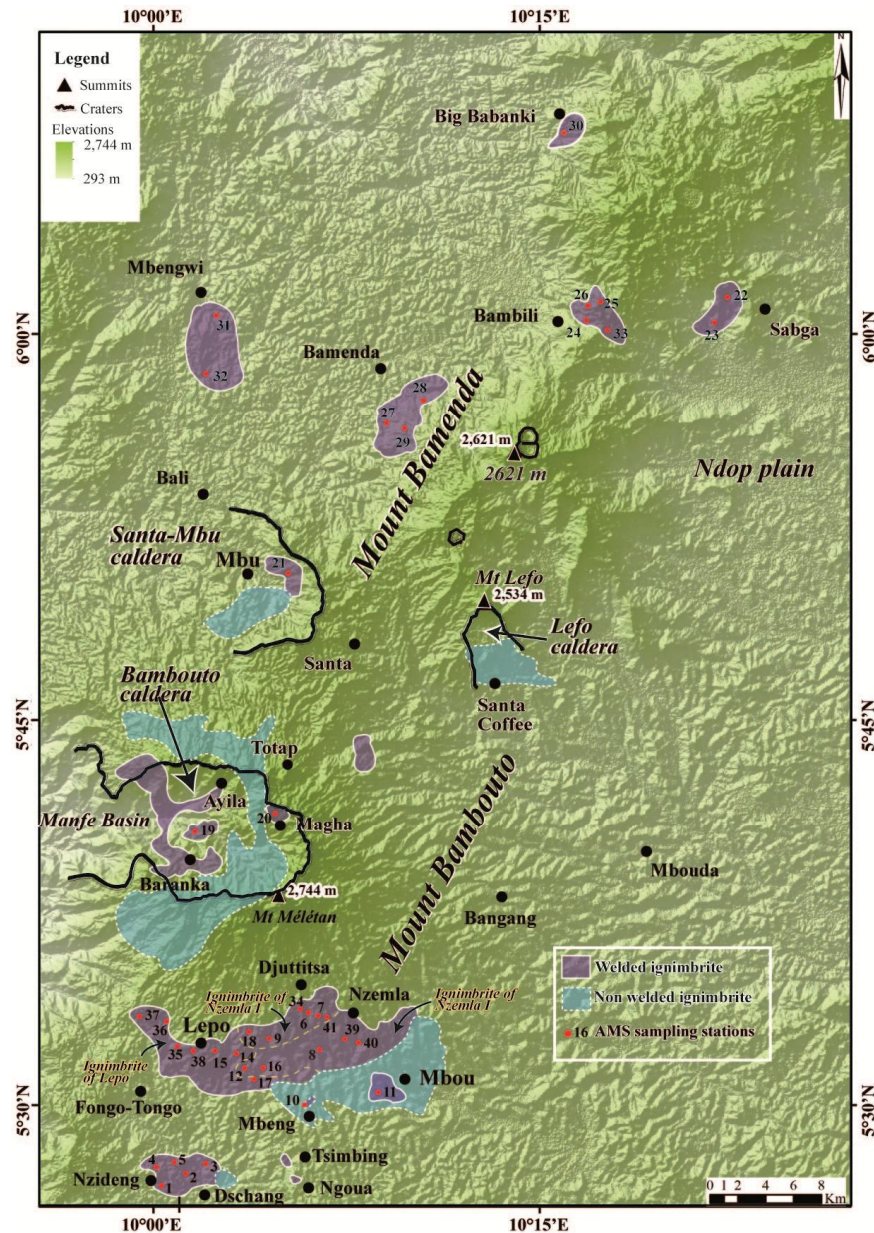 10°00'E
10°15'E
N
Legend
Summits
Craters
Elevations
2,744 m
293 m
Big Babanki
30
Mbengwi
31
32
Bambili
26
25
24
33
22
23
Sabga
6°00'N
6°00'N
Bamenda
28
27
29
2,621 m
2621 m
Mount Bamenda
Ndop plain
Bali
Santa-Mbu
caldera
Mbu
21
Mt Lefo
2,534 m
Lefo
caldera
Santa
Santa
Coffee
5°45'N
5°45'N
Bambouto
caldera
Totap
Ayila
Manfe Basin
19
20
Magha
Baranka
2,744 m
Mt Mélétan
Mount Bambouto
Mbouda
Bangang
Djuttitsa
Welded ignimbrite
Non welded ignimbrite
16 AMS sampling stations
Ignimbrite of
Nzemla I
Ignimbrite of
Nzemla I
Nzemla
34
7
6
41
39
40
37
36
Lepo
18
9
8
35
38
15
14
12
16
17
Ignimbrite
of Lepo
Mbou
11
10
Mbeng
Fongo-Tongo
5°30'N
5°30'N
Tsimbing
Ngoua
Nzideng
4
5
3
2
1
Dschang
0 1 2 4 6 8
Km
10°00'E
10°15'E